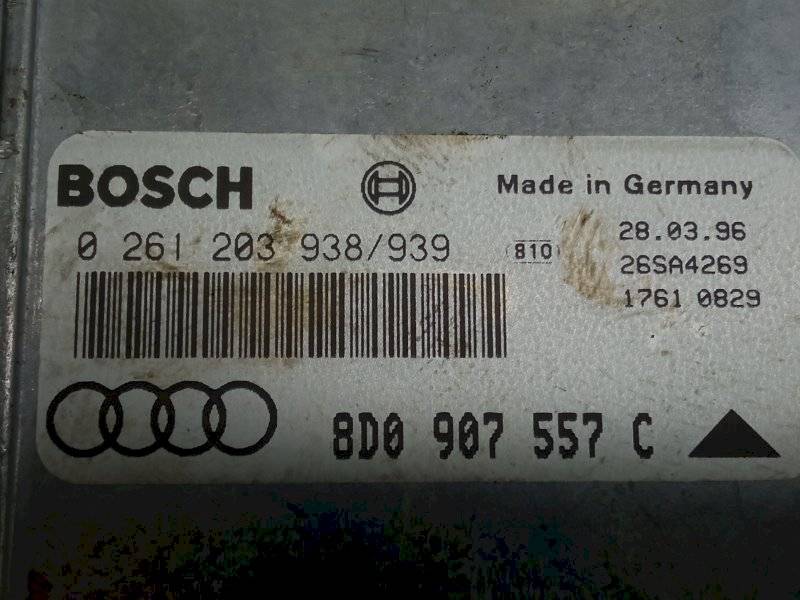 BOSCH
Made in Germany
0 261 203 938/939
810
28.03.96
26SA4269
1761 0829
8D0 907 557 C